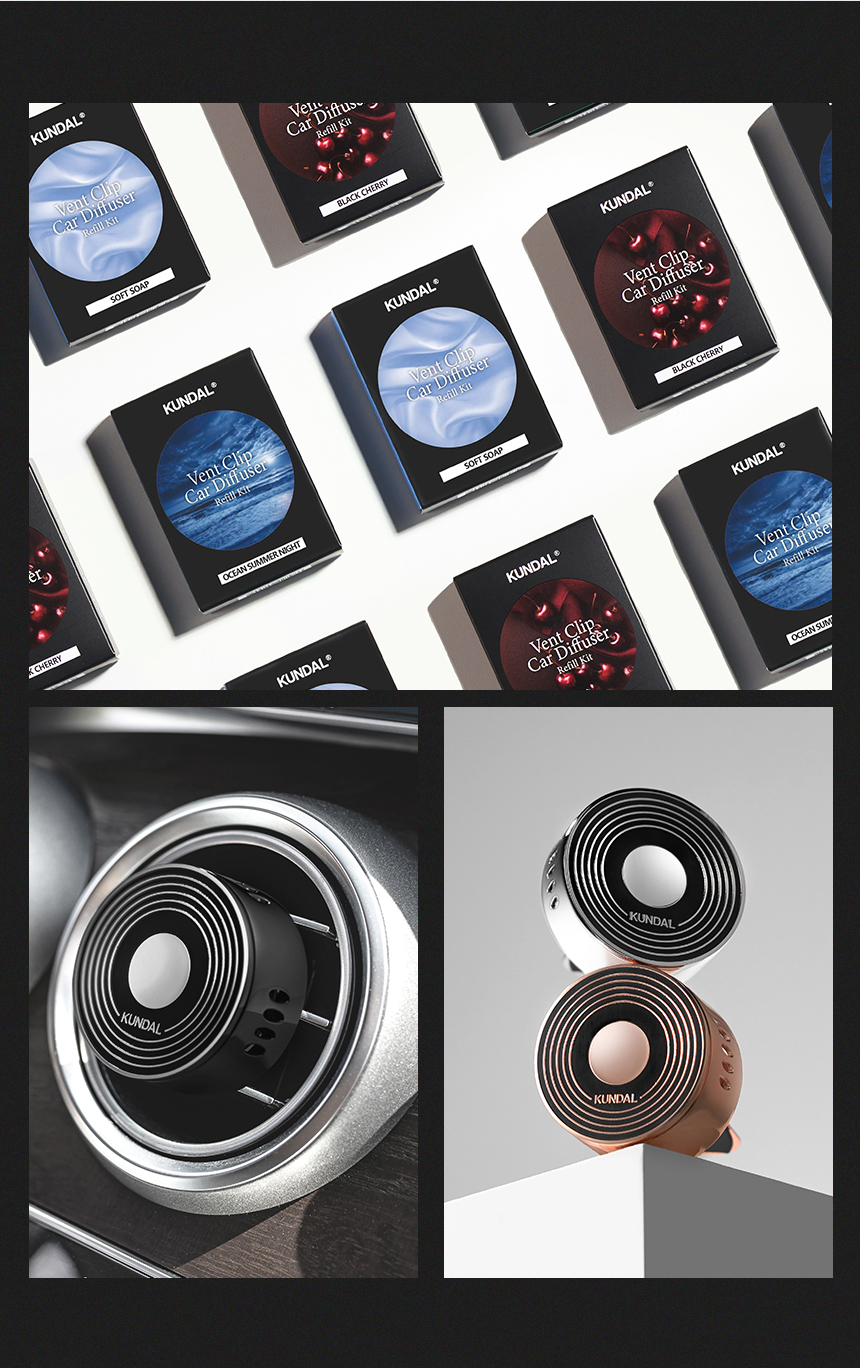 KUNDAL®
Vent Clip
Car Diffuser
Refill Kit
SOFT SOAP
Vent Clip
Car Diffuser
Refill Kit
BLACK CHERRY
KUNDAL®
Vent Clip
Car Diffuser
Refill Kit
BLACK CHERRY
KUNDAL®
Vent Clip
Car Diffuser
Refill Kit
SOFT SOAP
KUNDAL®
Vent Clip
Car Diffuser
Refill Kit
OCEAN SUMMER NIGHT
KUNDAL®
Vent Clip
Car Diffuser
Refill Kit
OCEAN SUM
KUNDAL®
Vent Clip
Car Diffuser
Refill Kit
CHERRY
KUNDAL®
KUNDAL
KUNDAL
KUNDAL